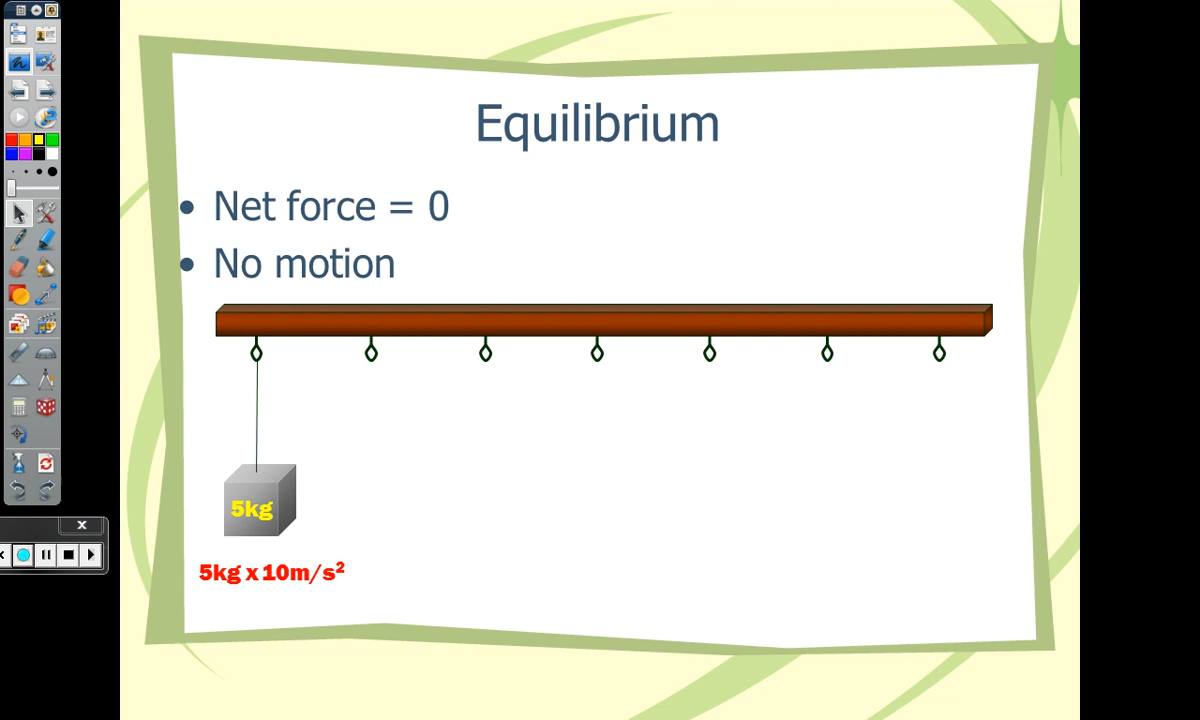 Equilibrium
• Net force = 0
• No motion
5kg
5kg x 10m/s²
x